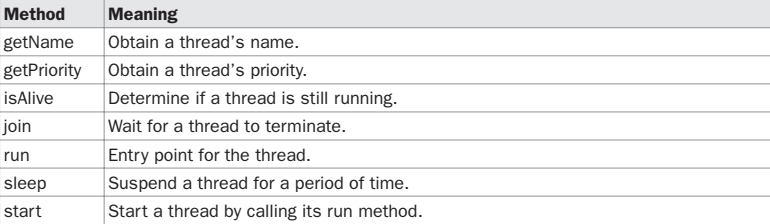 Method Meaning
getName Obtain a thread’s name.
getPriority Obtain a thread’s priority.
isAlive Determine if a thread is still running.
join Wait for a thread to terminate.
run Entry point for the thread.
sleep Suspend a thread for a period of time.
start Start a thread by calling its run method.